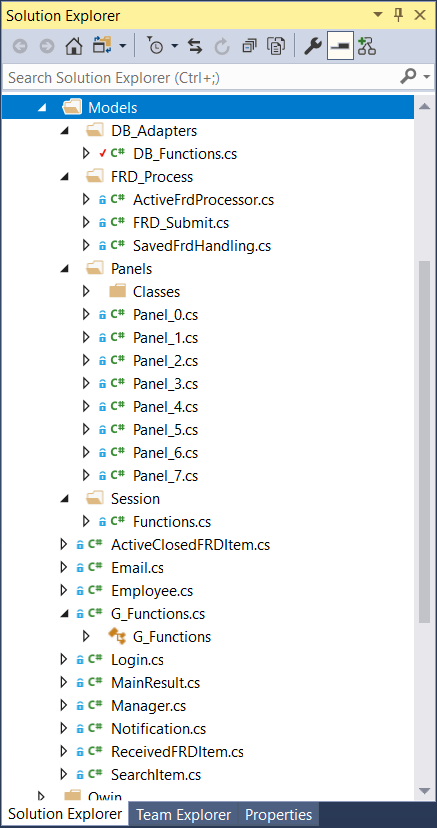 Solution Explorer
Search Solution Explorer (Ctrl+;)
Models
DB_Adapters
C# DB_Functions.cs
FRD_Process
C# ActiveFrdProcessor.cs
C# FRD_Submit.cs
C# SavedFrdHandling.cs
Panels
Classes
C# Panel_0.cs
C# Panel_1.cs
C# Panel_2.cs
C# Panel_3.cs
C# Panel_4.cs
C# Panel_5.cs
C# Panel_6.cs
C# Panel_7.cs
Session
C# Functions.cs
C# ActiveClosedFRDItem.cs
C# Email.cs
C# Employee.cs
C# G_Functions.cs
G_Functions
C# Login.cs
C# MainResult.cs
C# Manager.cs
C# Notification.cs
C# ReceivedFRDItem.cs
C# SearchItem.cs
Owin
Solution Explorer Team Explorer Properties